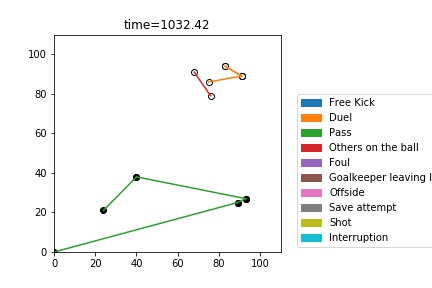 time=1032.42
100
80
60
40
20
0
0 20 40 60 80 100
Free Kick
Duel
Pass
Others on the ball
Foul
Goalkeeper leaving l
Offside
Save attempt
Shot
Interruption